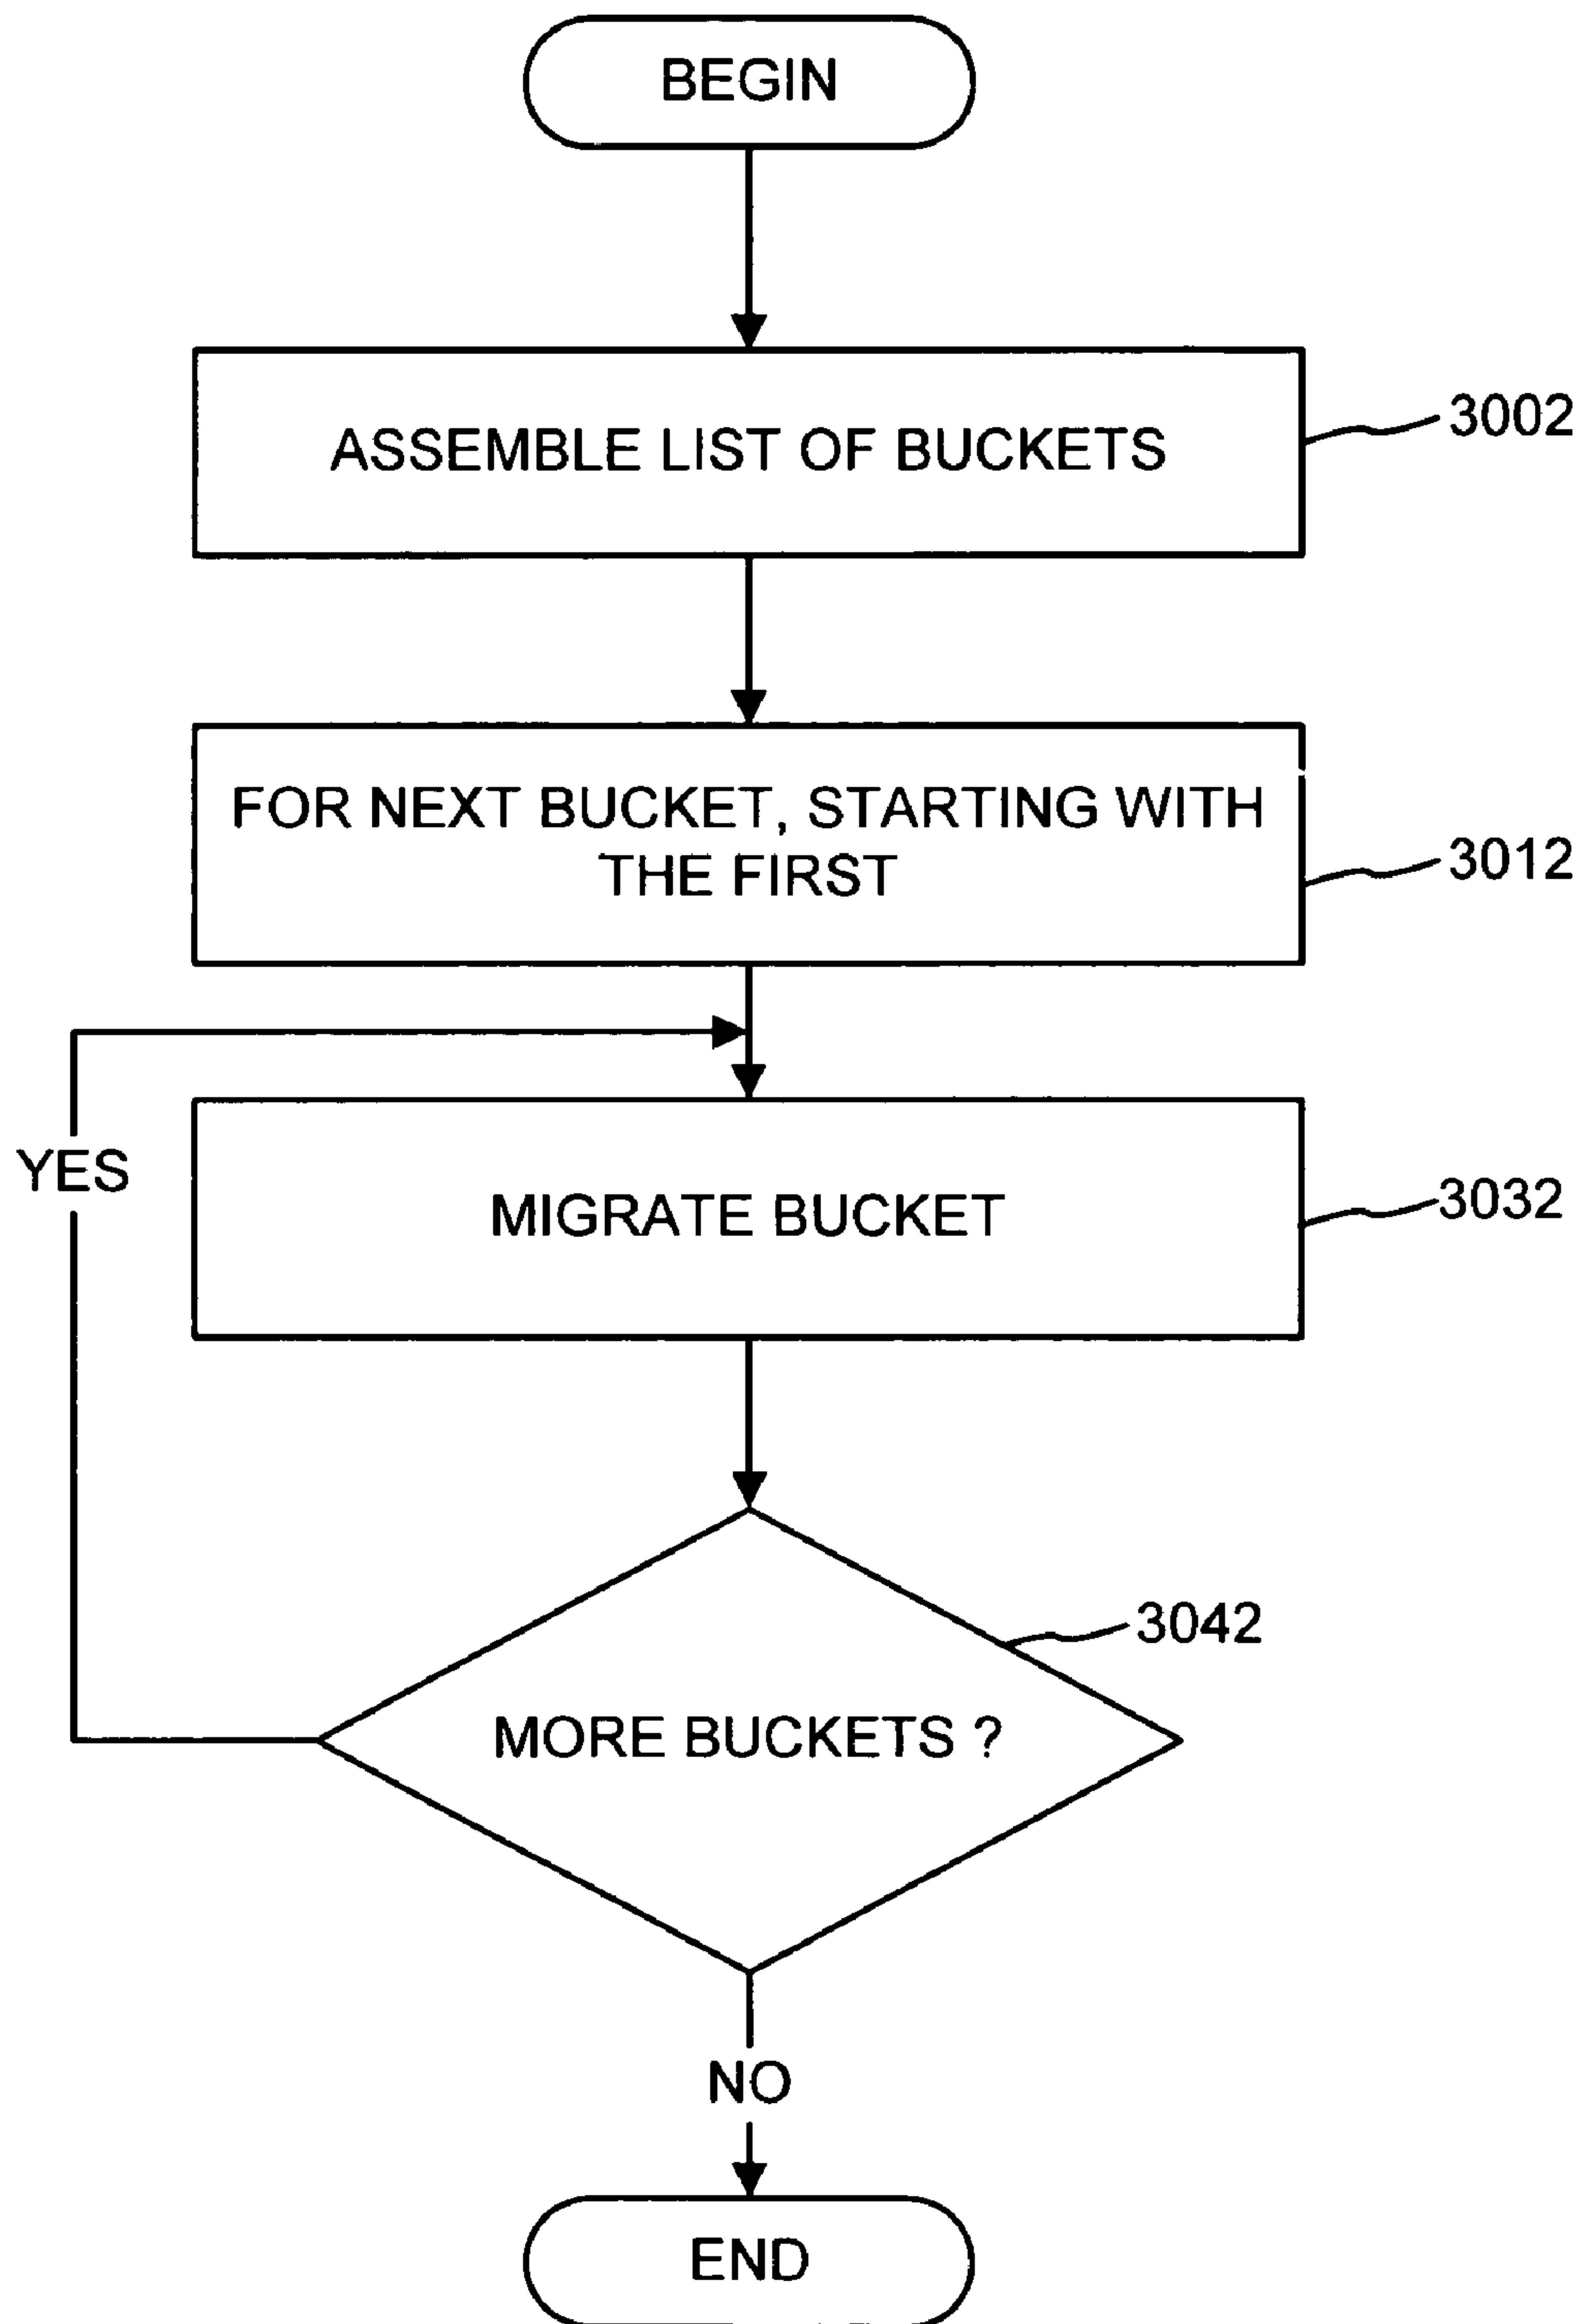 BEGIN
ASSEMBLE LIST OF BUCKETS
3002
FOR NEXT BUCKET, STARTING WITH
THE FIRST
3012
YES
MIGRATE BUCKET
3032
3042
MORE BUCKETS ?
NO
END